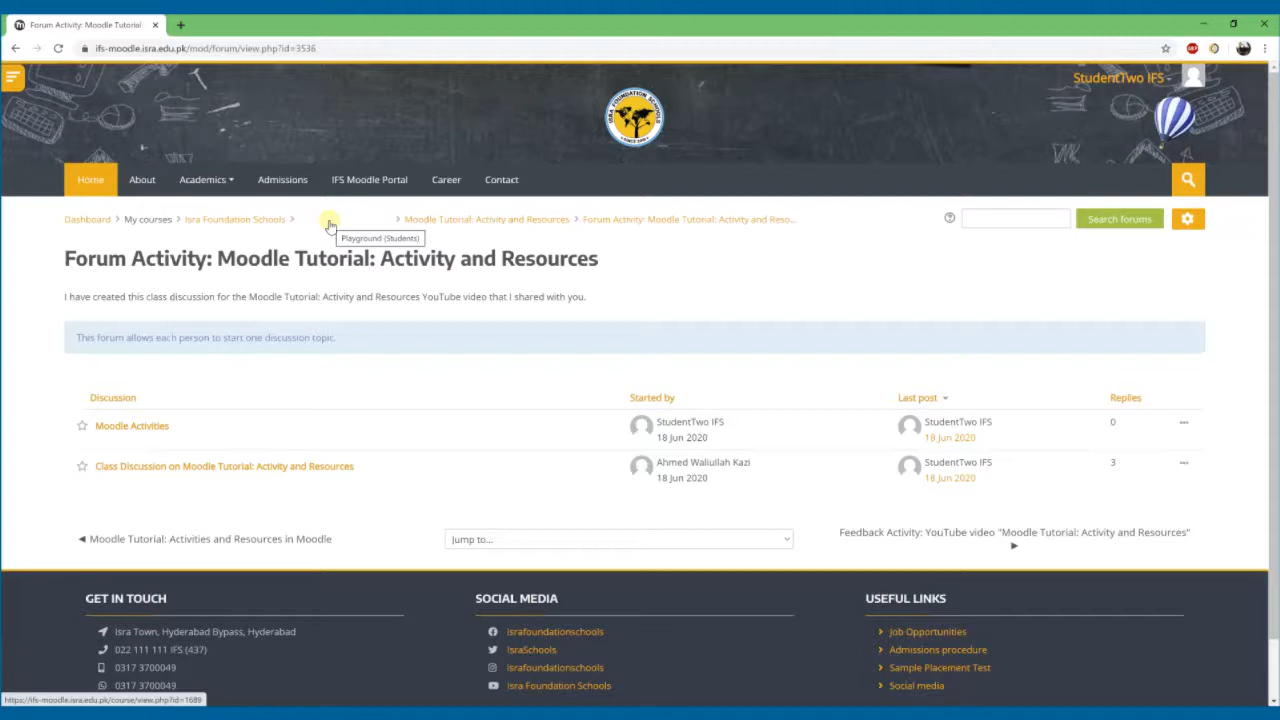 Forum Activity: Moodle Tutorial
ifs-moodle.isra.edu.pk/mod/forum/view.php?id=3536
ABP
StudentTwo IFS
ISRA FOUNDATION SCHOOLS
Home About Academics Admissions IFS Moodle Portal Career Contact
Dashboard > My courses > Isra Foundation Schools > > Moodle Tutorial: Activity and Resources > Forum Activity: Moodle Tutorial: Activity and Reso...
Search forums
Playground (Students)
Forum Activity: Moodle Tutorial: Activity and Resources
I have created this class discussion for the Moodle Tutorial: Activity and Resources YouTube video that I shared with you.
This forum allows each person to start one discussion topic.
Discussion Started by Last post Replies
Moodle Activities StudentTwo IFS StudentTwo IFS 0
18 Jun 2020 18 Jun 2020
Class Discussion on Moodle Tutorial: Activity and Resources Ahmed Waliullah Kazi StudentTwo IFS 3
18 Jun 2020 18 Jun 2020
◀ Moodle Tutorial: Activities and Resources in Moodle
Jump to...
Feedback Activity: YouTube video "Moodle Tutorial: Activity and Resources"
▶
GET IN TOUCH
Isra Town, Hyderabad Bypass, Hyderabad
022 111 111 IFS (437)
0317 3700049
0317 3700049
SOCIAL MEDIA
Israfoundationschools
IsraSchools
Israfoundationschools
Isra Foundation Schools
USEFUL LINKS
Job Opportunities
Admissions procedure
Sample Placement Test
Social media
https://ifs-moodle.isra.edu.pk/course/view.php?id=1689